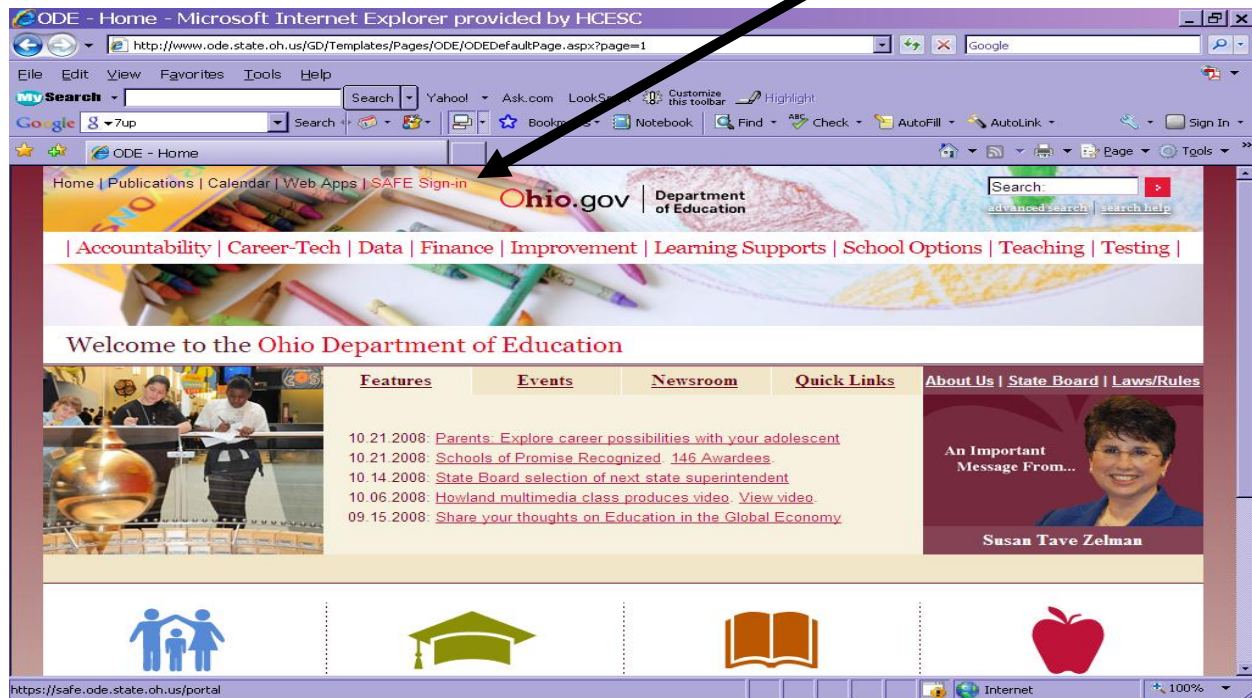 ODE - Home - Microsoft Internet Explorer provided by HCESC
http://www.ode.state.oh.us/GD/Templates/Pages/ODE/ODEDefaultPage.aspx?page=1
Google
File Edit View Favorites Tools Help
My Search Search Yahoo! Ask.com Customize this toolbar Highlight
Google 7up Search Notebook Find Check AutoFill AutoLink Sign In
ODE - Home Page Tools
Home | Publications | Calendar | Web Apps | SAFE Sign-in
Ohio.gov | Department of Education
Search:
advanced search | search help
| Accountability | Career-Tech | Data | Finance | Improvement | Learning Supports | School Options | Teaching | Testing |
Welcome to the Ohio Department of Education
Features Events Newsroom Quick Links
About Us | State Board | Laws/Rules
10.21.2008: Parents: Explore career possibilities with your adolescent
10.21.2008: Schools of Promise Recognized. 146 Awardees.
10.14.2008: State Board selection of next state superintendent
10.06.2008: Howland multimedia class produces video. View video.
09.15.2008: Share your thoughts on Education in the Global Economy
An Important
Message From...
Susan Tave Zelman
https://safe.ode.state.oh.us/portal
Internet
100%